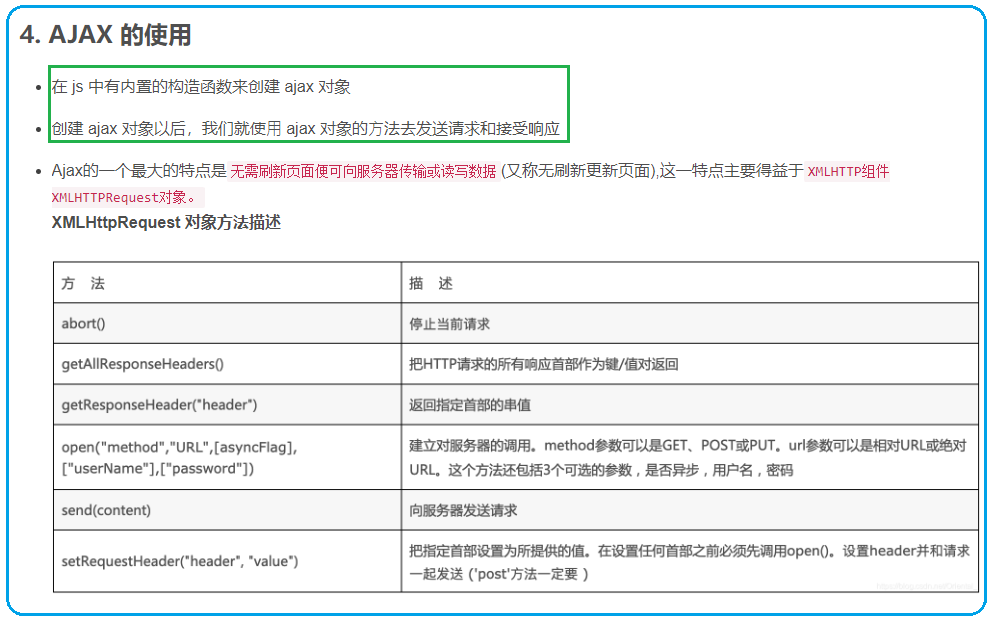 4. AJAX 的使用
在 js 中有内置的构造函数来创建 ajax 对象
创建 ajax 对象以后，我们就使用 ajax 对象的方法去发送请求和接受响应
Ajax的一个最大的特点是 无需刷新页面便可向服务器传输或读写数据 (又称无刷新更新页面),这一特点主要得益于 XMLHTTP组件
XMLHTTPRequest对象。
XMLHttpRequest 对象方法描述
方 法 描 述
abort() 停止当前请求
getAllResponseHeaders() 把HTTP请求的所有响应首部作为键/值对返回
getResponseHeader("header") 返回指定首部的串值
open("method","URL",[asyncFlag],
["userName"],["password"])
建立对服务器的调用。method参数可以是GET、POST或PUT。url参数可以是相对URL或绝对
URL。这个方法还包括3个可选的参数，是否异步，用户名，密码
send(content) 向服务器发送请求
setRequestHeader("header", "value")
把指定首部设置为所提供的值。在设置任何首部之前必须先调用open()。设置header并和请求
一起发送 ('post'方法一定要 )